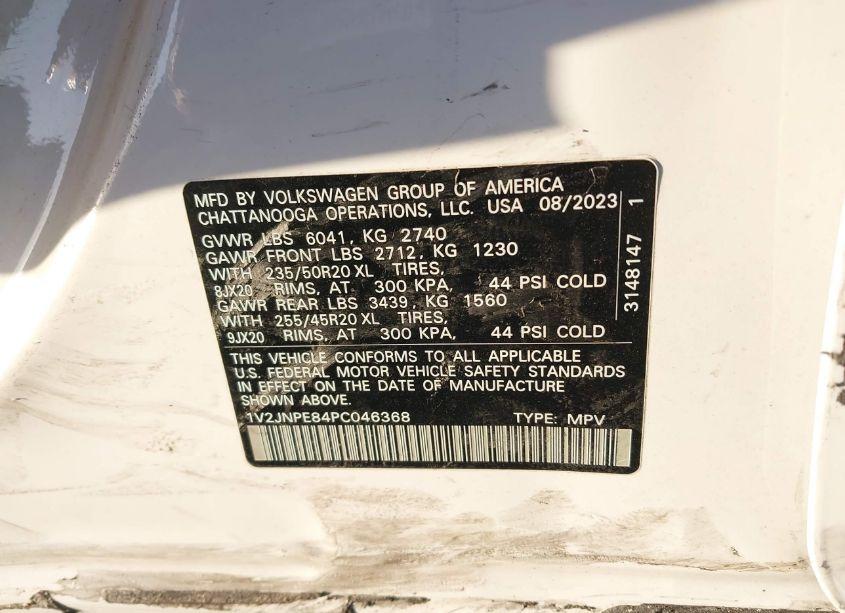 MFD BY VOLKSWAGEN GROUP OF AMERICA
CHATTANOOGA OPERATIONS, LLC. USA 08/2023
GVWR LBS 6041, KG 2740
GAWR FRONT LBS 2712, KG 1230
WITH 235/50R20 XL TIRES,
8JX20 RIMS, AT 300 KPA, 44 PSI COLD
GAWR REAR LBS 3439, KG 1560
WITH 255/45R20 XL TIRES,
9JX20 RIMS, AT 300 KPA, 44 PSI COLD
THIS VEHICLE CONFORMS TO ALL APPLICABLE
U.S. FEDERAL MOTOR VEHICLE SAFETY STANDARDS
IN EFFECT ON THE DATE OF MANUFACTURE
SHOWN ABOVE.
1V2JNPE84PC046368 TYPE: MPV
3148147 1